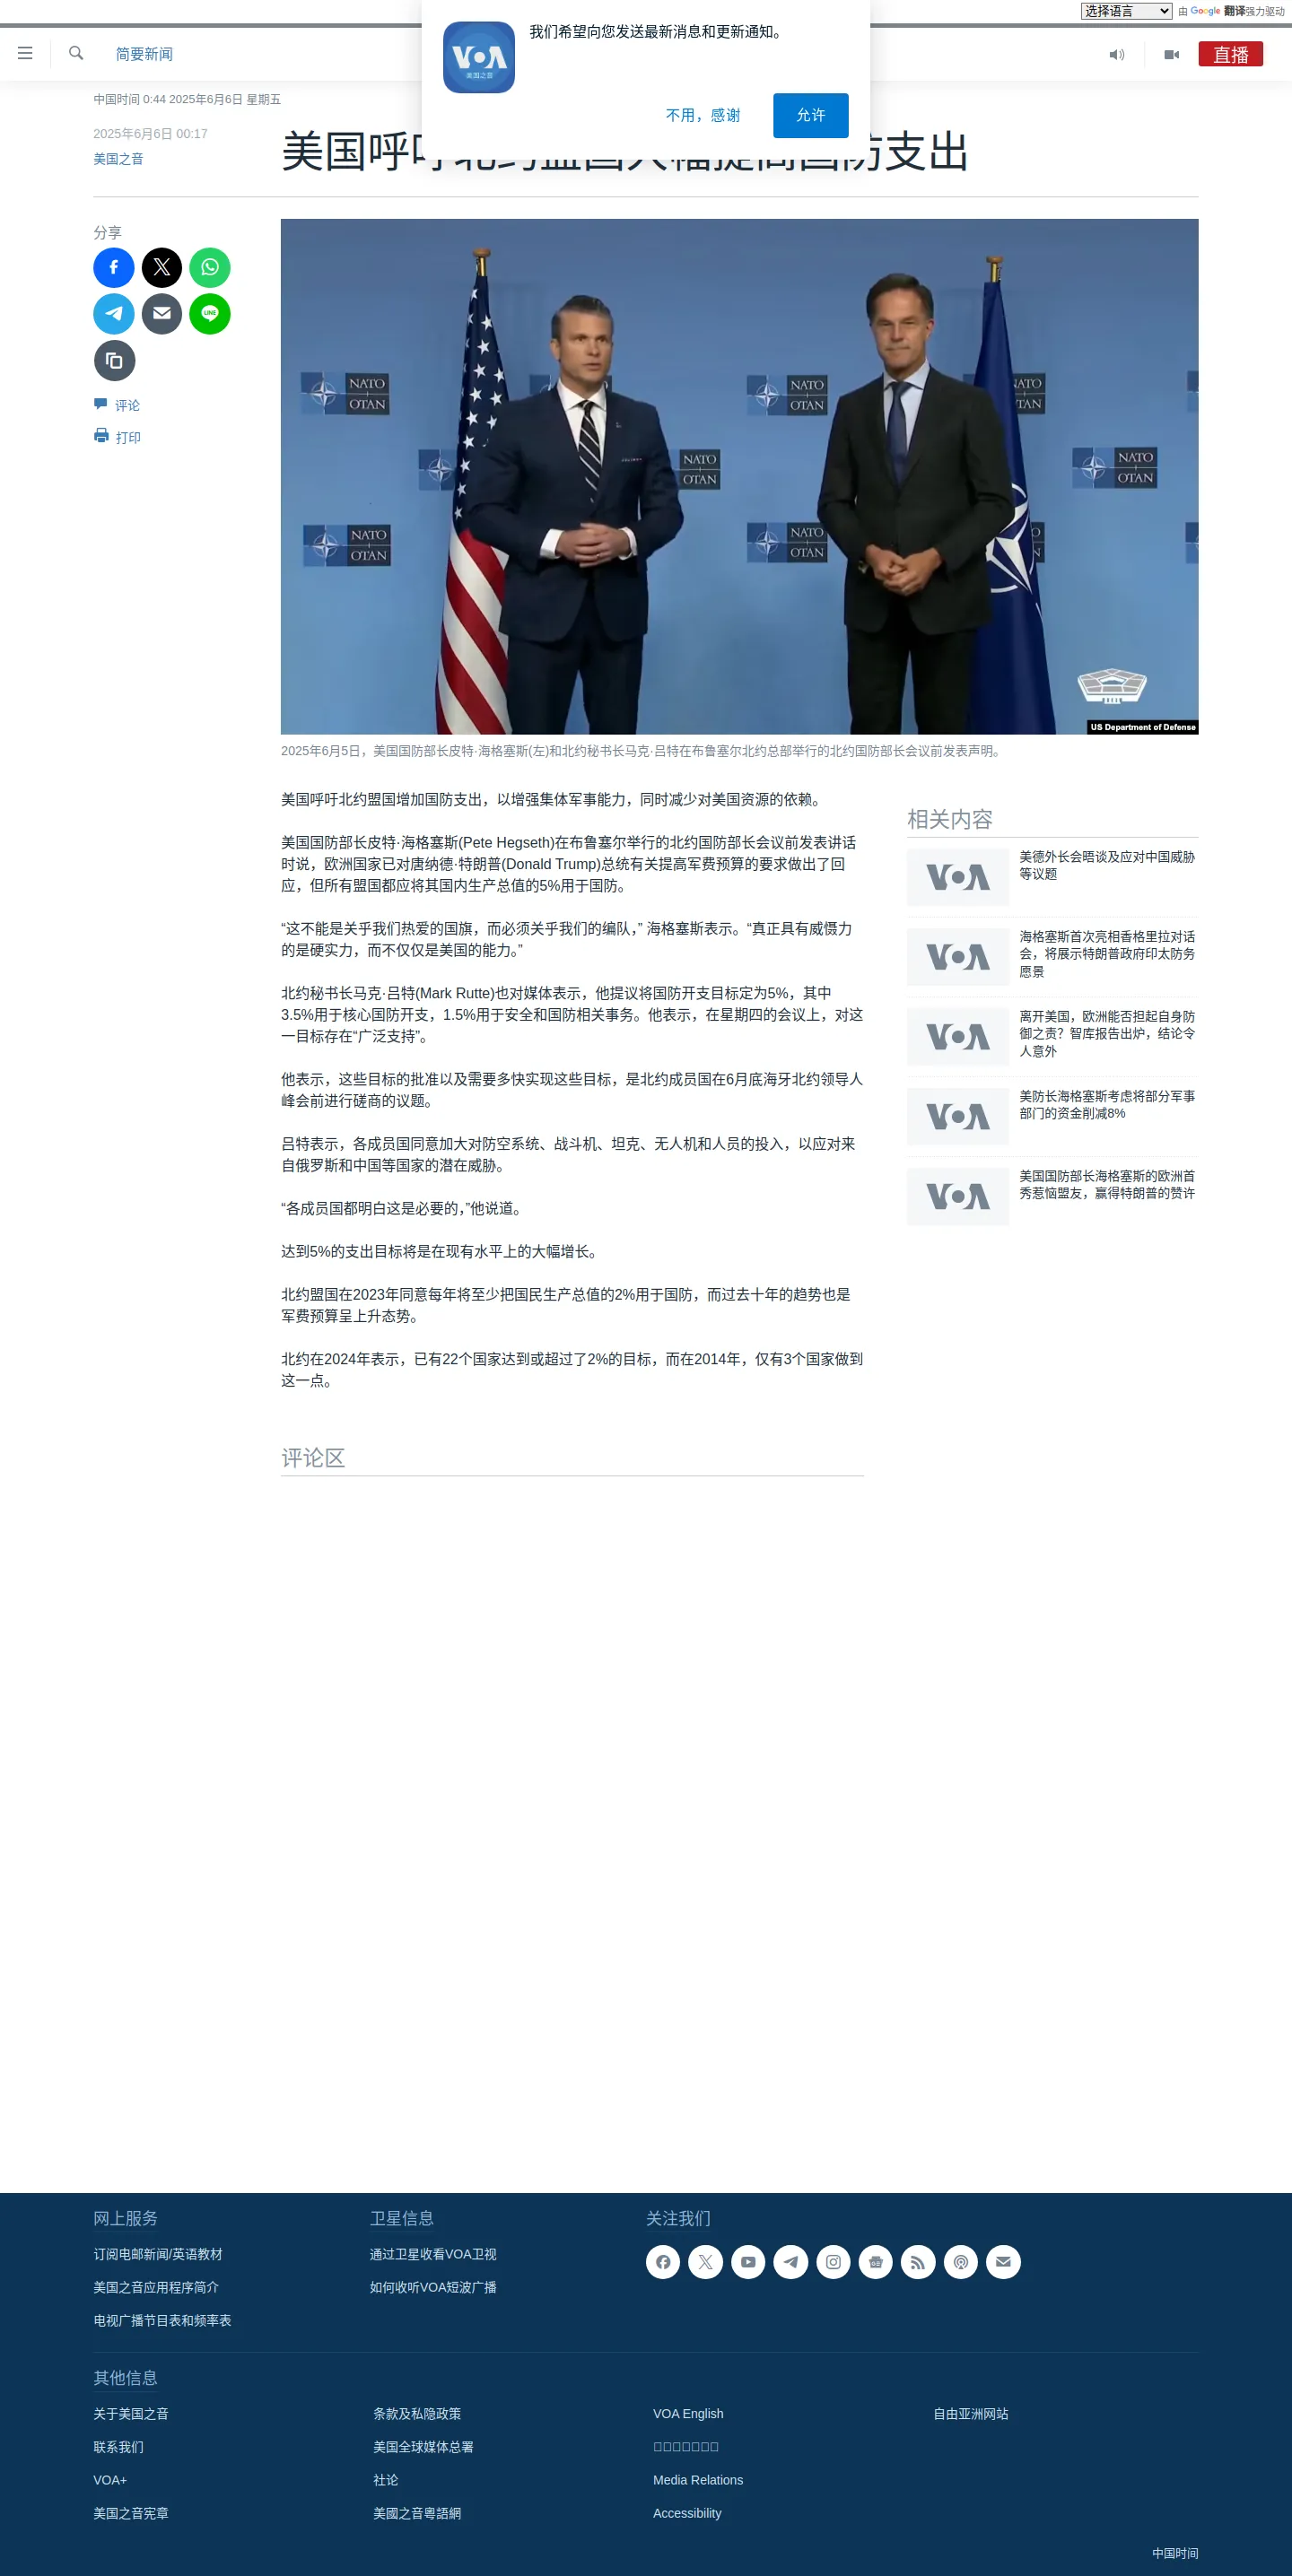 选择语言
由 Google 翻译强力驱动
我们希望向您发送最新消息和更新通知。
VOA
美国之音
不用，感谢
允许
简要新闻
直播
中国时间 0:44 2025年6月6日 星期五
2025年6月6日 00:17
美国之音
美国呼吁北约盟国大幅提高国防支出
分享
LINE
评论
打印
NATO
OTAN
NATO
OTAN
NATO
OTAN
NATO
OTAN
NATO
OTAN
NATO
OTAN
NATO
OTAN
US Department of Defense
2025年6月5日，美国国防部长皮特·海格塞斯(左)和北约秘书长马克·吕特在布鲁塞尔北约总部举行的北约国防部长会议前发表声明。
美国呼吁北约盟国增加国防支出，以增强集体军事能力，同时减少对美国资源的依赖。
美国国防部长皮特·海格塞斯(Pete Hegseth)在布鲁塞尔举行的北约国防部长会议前发表讲话
时说，欧洲国家已对唐纳德·特朗普(Donald Trump)总统有关提高军费预算的要求做出了回
应，但所有盟国都应将其国内生产总值的5%用于国防。
“这不能是关乎我们热爱的国旗，而必须关乎我们的编队，” 海格塞斯表示。“真正具有威慑力
的是硬实力，而不仅仅是美国的能力。”
北约秘书长马克·吕特(Mark Rutte)也对媒体表示，他提议将国防开支目标定为5%，其中
3.5%用于核心国防开支，1.5%用于安全和国防相关事务。他表示，在星期四的会议上，对这
一目标存在“广泛支持”。
他表示，这些目标的批准以及需要多快实现这些目标，是北约成员国在6月底海牙北约领导人
峰会前进行磋商的议题。
吕特表示，各成员国同意加大对防空系统、战斗机、坦克、无人机和人员的投入，以应对来
自俄罗斯和中国等国家的潜在威胁。
“各成员国都明白这是必要的，”他说道。
达到5%的支出目标将是在现有水平上的大幅增长。
北约盟国在2023年同意每年将至少把国民生产总值的2%用于国防，而过去十年的趋势也是
军费预算呈上升态势。
北约在2024年表示，已有22个国家达到或超过了2%的目标，而在2014年，仅有3个国家做到
这一点。
相关内容
VOA
美德外长会晤谈及应对中国威胁
等议题
VOA
海格塞斯首次亮相香格里拉对话
会，将展示特朗普政府印太防务
愿景
VOA
离开美国，欧洲能否担起自身防
御之责？智库报告出炉，结论令
人意外
VOA
美防长海格塞斯考虑将部分军事
部门的资金削减8%
VOA
美国国防部长海格塞斯的欧洲首
秀惹恼盟友，赢得特朗普的赞许
评论区
网上服务
订阅电邮新闻/英语教材
美国之音应用程序简介
电视广播节目表和频率表
卫星信息
通过卫星收看VOA卫视
如何收听VOA短波广播
关注我们
其他信息
关于美国之音
联系我们
VOA+
美国之音宪章
条款及私隐政策
美国全球媒体总署
社论
美國之音粵語網
VOA English
Media Relations
Accessibility
自由亚洲网站
中国时间